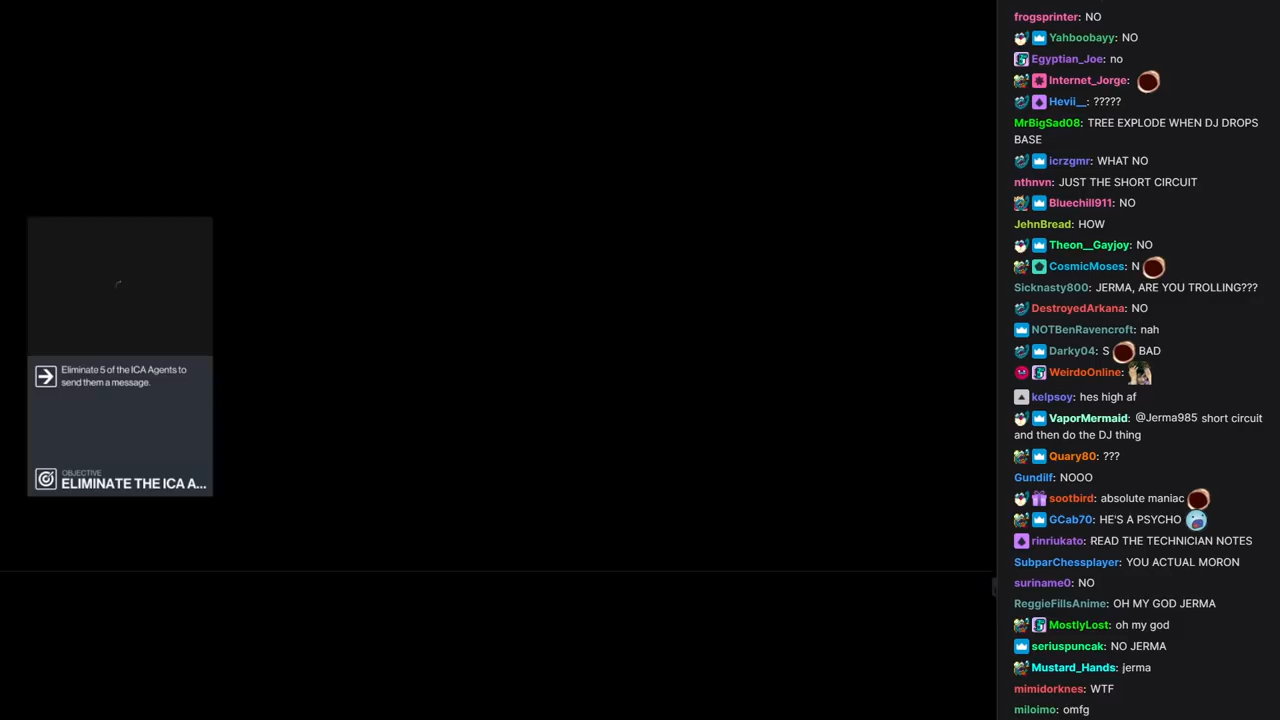 Eliminate 5 of the ICA Agents to
send them a message.
OBJECTIVE
ELIMINATE THE ICA A...
frogsprinter: NO
Yahboobayy: NO
Egyptian_Joe: no
Internet_Jorge:
Hevii__: ?????
MrBigSad08: TREE EXPLODE WHEN DJ DROPS
BASE
icrzgmr: WHAT NO
nthnvn: JUST THE SHORT CIRCUIT
Bluechill911: NO
JehnBread: HOW
Theon__Gayjoy: NO
CosmicMoses: N
Sicknasty800: JERMA, ARE YOU TROLLING???
DestroyedArkana: NO
NOTBenRavencroft: nah
Darky04: S BAD
WeirdoOnline:
kelpsoy: hes high af
VaporMermaid: @Jerma985 short circuit
and then do the DJ thing
Quary80: ???
Gundilf: NOOO
sootbird: absolute maniac
GCab70: HE'S A PSYCHO
rinriukato: READ THE TECHNICIAN NOTES
SubparChessplayer: YOU ACTUAL MORON
suriname0: NO
ReggieFillsAnime: OH MY GOD JERMA
MostlyLost: oh my god
seriuspuncak: NO JERMA
Mustard_Hands: jerma
mimidorknes: WTF
miloimo: omfg